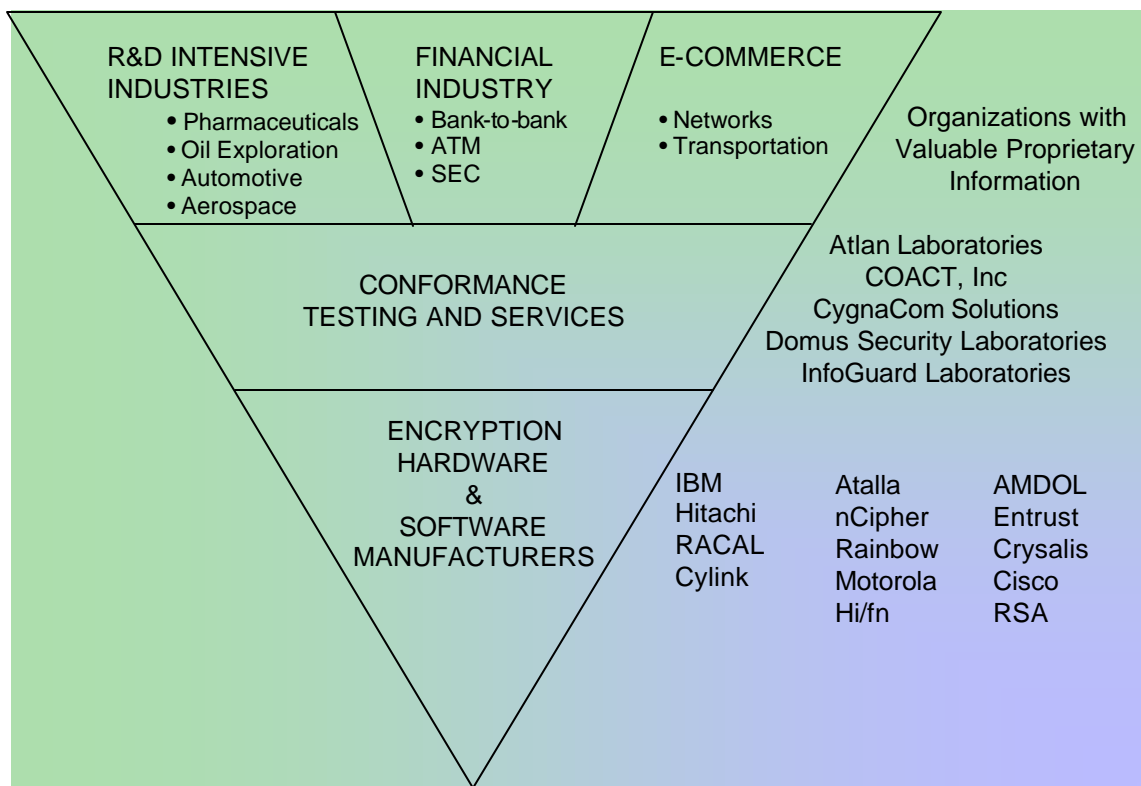 R&D INTENSIVE
INDUSTRIES
• Pharmaceuticals
• Oil Exploration
• Automotive
• Aerospace
FINANCIAL
INDUSTRY
• Bank-to-bank
• ATM
• SEC
E-COMMERCE
• Networks
• Transportation
Organizations with
Valuable Proprietary
Information
CONFORMANCE
TESTING AND SERVICES
Atlan Laboratories
COACT, Inc
CygnaCom Solutions
Domus Security Laboratories
InfoGuard Laboratories
ENCRYPTION
HARDWARE
&
SOFTWARE
MANUFACTURERS
IBM
Hitachi
RACAL
Cylink
Atalla
nCipher
Rainbow
Motorola
Hi/fn
AMDOL
Entrust
Crysalis
Cisco
RSA